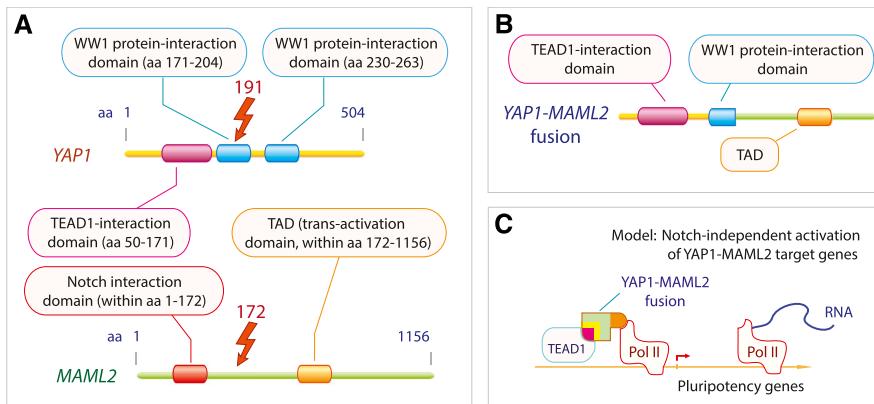 A
WW1 protein-interaction
domain (aa 171-204)
WW1 protein-interaction
domain (aa 230-263)
191
aa 1
504
YAP1
TEAD1-interaction
domain (aa 50-171)
TAD (trans-activation
domain, within aa 172-1156)
Notch interaction
domain (within aa 1-172)
172
aa 1
1156
MAML2
B
TEAD1-interaction
domain
WW1 protein-interaction
domain
YAP1-MAML2
fusion
TAD
C
Model: Notch-independent activation
of YAP1-MAML2 target genes
YAP1-MAML2
fusion
RNA
TEAD1
Pol II
Pol II
Pluripotency genes